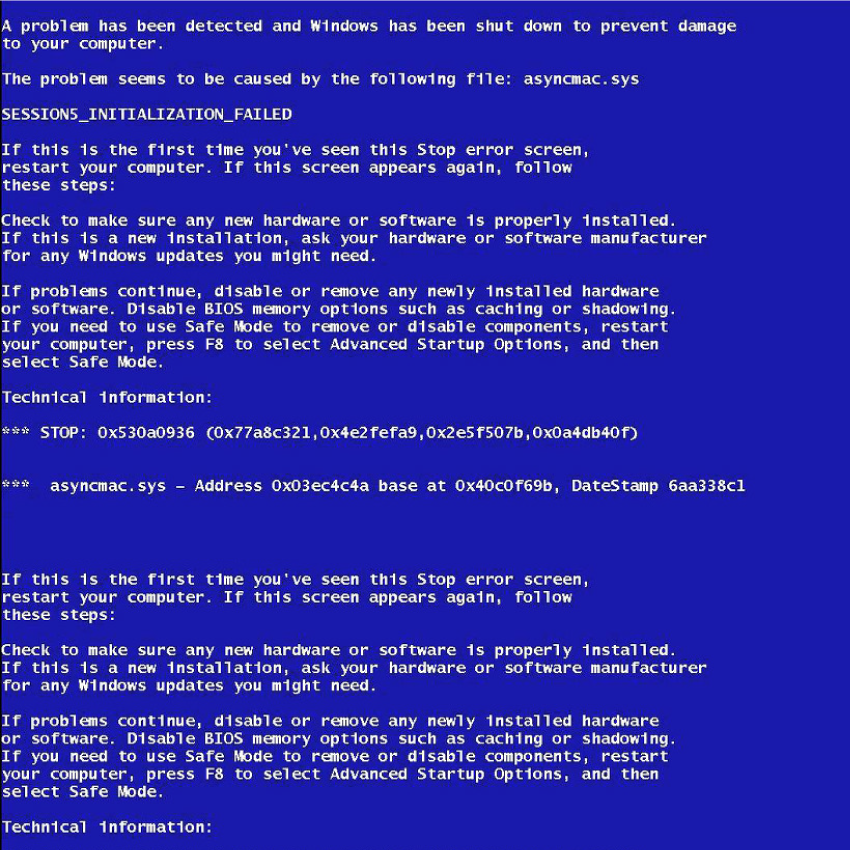 A problem has been detected and Windows has been shut down to prevent damage
to your computer.
The problem seems to be caused by the following file: asyncmac.sys
SESSION5_INITIALIZATION_FAILED
If this is the first time you've seen this Stop error screen,
restart your computer. If this screen appears again, follow
these steps:
Check to make sure any new hardware or software is properly installed.
If this is a new installation, ask your hardware or software manufacturer
for any Windows updates you might need.
If problems continue, disable or remove any newly installed hardware
or software. Disable BIOS memory options such as caching or shadowing.
If you need to use Safe Mode to remove or disable components, restart
your computer, press F8 to select Advanced Startup Options, and then
select Safe Mode.
Technical information:
*** STOP: 0x530a0936 (0x77a8c321,0x4e2fefa9,0x2e5f507b,0x0a4db40f)
***  asyncmac.sys – Address 0x03ec4c4a base at 0x40c0f69b, DateStamp 6aa338c1
If this is the first time you've seen this Stop error screen,
restart your computer. If this screen appears again, follow
these steps:
Check to make sure any new hardware or software is properly installed.
If this is a new installation, ask your hardware or software manufacturer
for any Windows updates you might need.
If problems continue, disable or remove any newly installed hardware
or software. Disable BIOS memory options such as caching or shadowing.
If you need to use Safe Mode to remove or disable components, restart
your computer, press F8 to select Advanced Startup Options, and then
select Safe Mode.
Technical information: